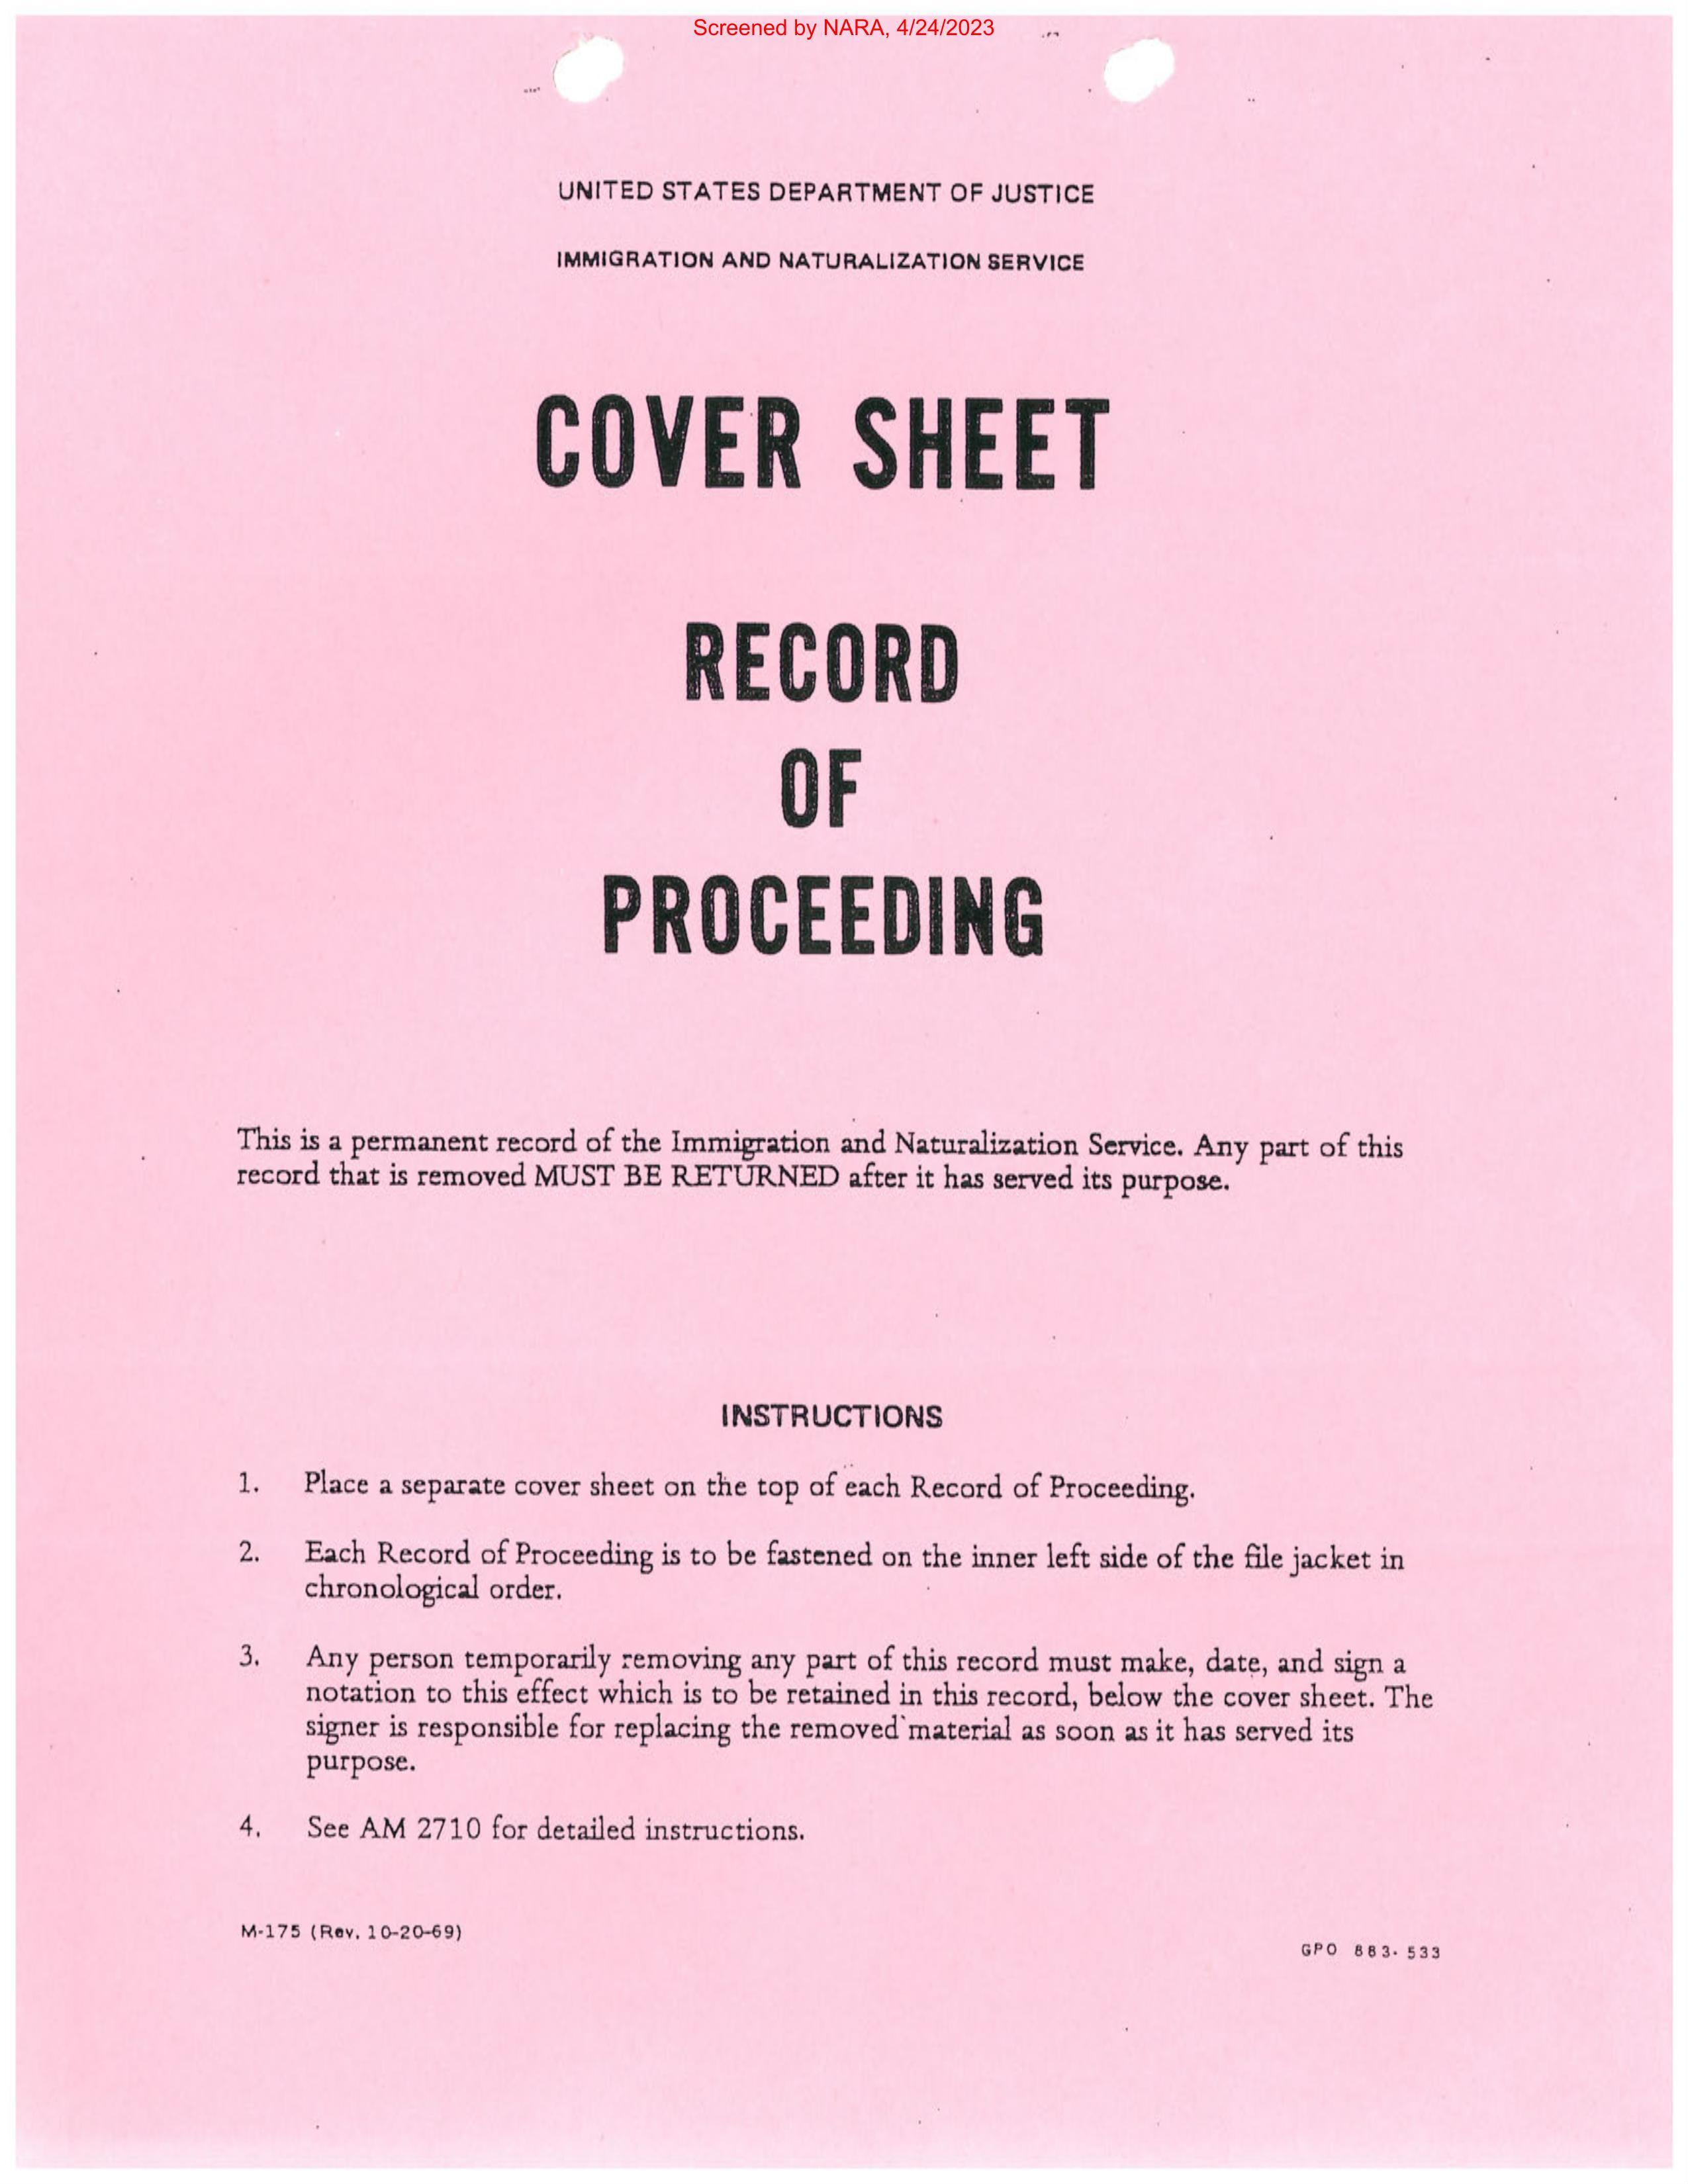 Screened by NARA, 4/24/2023
UNITED STATES DEPARTMENT OF JUSTICE
IMMIGRATION AND NATURALIZATION SERVICE
COVER SHEET
RECORD
OF
PROCEEDING
This is a permanent record of the Immigration and Naturalization Service. Any part of this
record that is removed MUST BE RETURNED after it has served its purpose.
INSTRUCTIONS
1. Place a separate cover sheet on the top of each Record of Proceeding.
2. Each Record of Proceeding is to be fastened on the inner left side of the file jacket in
chronological order.
3. Any person temporarily removing any part of this record must make, date, and sign a
notation to this effect which is to be retained in this record, below the cover sheet. The
signer is responsible for replacing the removed material as soon as it has served its
purpose.
4. See AM 2710 for detailed instructions.
M-175 (Rev. 10-20-69)
GPO 883-533